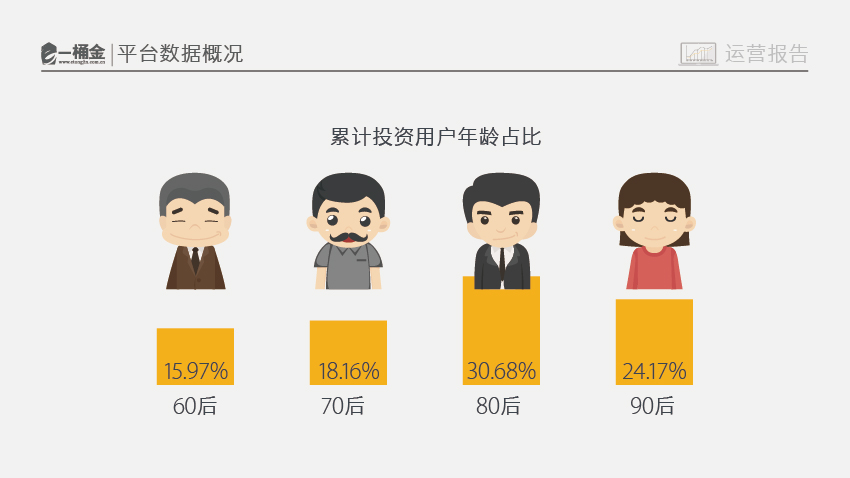 一桶金
平台数据概况
运营报告
累计投资用户年龄占比
15.97%
18.16%
30.68%
24.17%
60后
70后
80后
90后